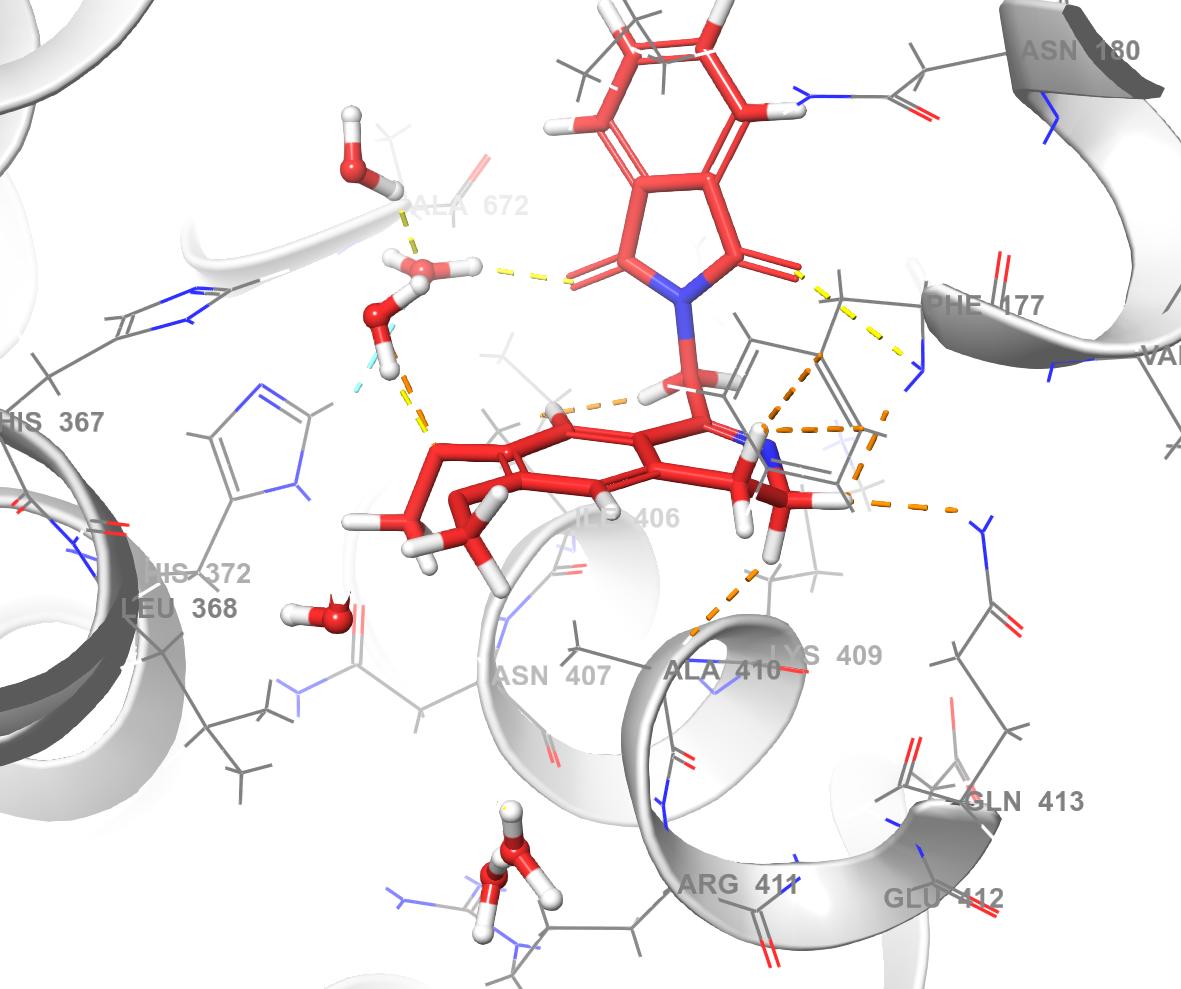 ASN 180
ALA 672
PHE 177
VAL
HIS 367
ILE 406
HIS 372
LEU 368
ASN 407
LYS 409
ALA 410
GLN 413
ARG 411
GLU 412